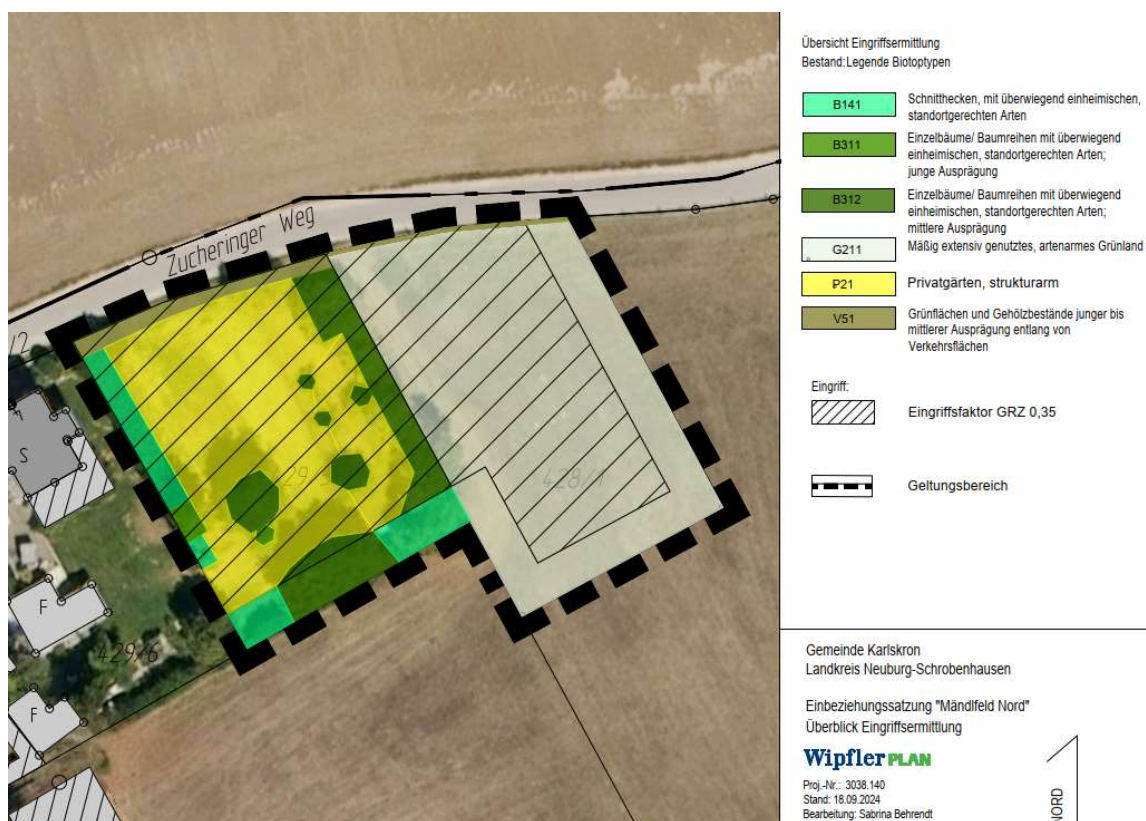 Zucheringer Weg
/2
S
429/
428/1
F
429/6
F
Übersicht Eingriffsermittlung
Bestand: Legende Biotoptypen
B141
Schnitthecken, mit überwiegend einheimischen,
standortgerechten Arten
B311
Einzelbäume/ Baumreihen mit überwiegend
einheimischen, standortgerechten Arten;
junge Ausprägung
B312
Einzelbäume/ Baumreihen mit überwiegend
einheimischen, standortgerechten Arten;
mittlere Ausprägung
G211
Mäßig extensiv genutztes, artenarmes Grünland
P21
Privatgärten, strukturarm
V51
Grünflächen und Gehölzbestände junger bis
mittlerer Ausprägung entlang von
Verkehrsflächen
Eingriff:
Eingriffsfaktor GRZ 0,35
Geltungsbereich
Gemeinde Karlskron
Landkreis Neuburg-Schrobenhausen
Einbeziehungssatzung "Mändlfeld Nord"
Überblick Eingriffsermittlung
Wipfler PLAN
Proj.-Nr.: 3038.140
Stand: 18.09.2024
Bearbeitung: Sabrina Behrendt
NORD